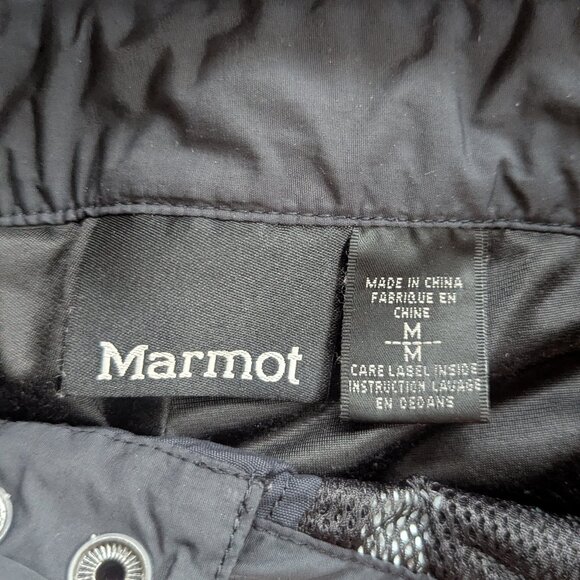 Marmot
MADE IN CHINA
FABRIQUE EN
CHINE
M
M
CARE LABEL INSIDE
INSTRUCTION LAVAGE
EN DEDANS